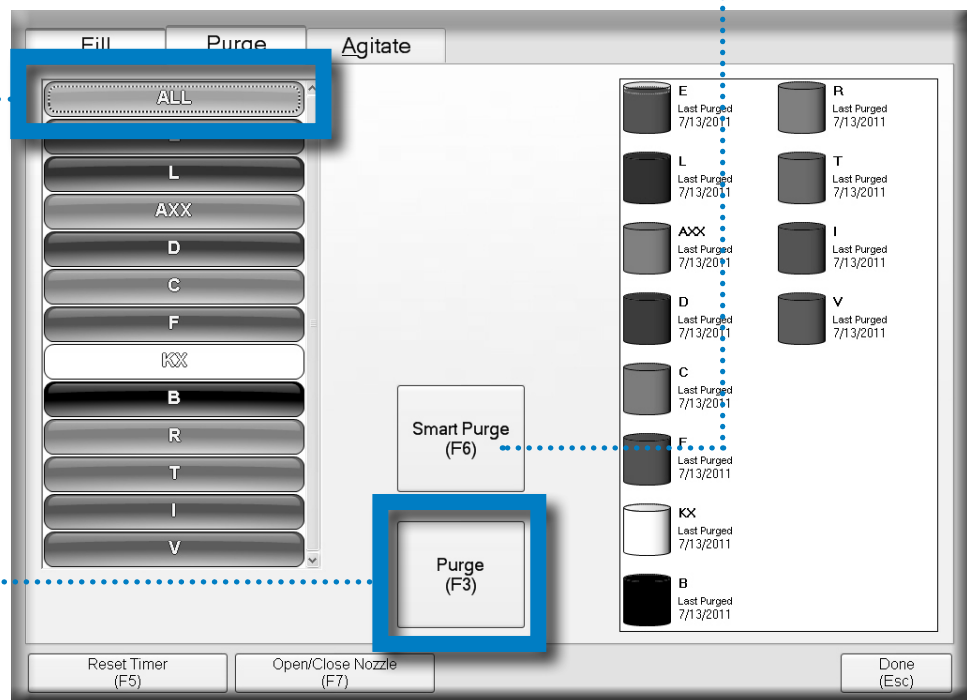 Fill
Purge
Agitate
ALL
L
AXX
D
C
F
KX
B
R
T
I
V
Smart Purge
(F6)
Purge
(F3)
E
Last Purged
7/13/2011
L
Last Purged
7/13/2011
AXX
Last Purged
7/13/2011
D
Last Purged
7/13/2011
C
Last Purged
7/13/2011
F
Last Purged
7/13/2011
KX
Last Purged
7/13/2011
B
Last Purged
7/13/2011
R
Last Purged
7/13/2011
T
Last Purged
7/13/2011
I
Last Purged
7/13/2011
V
Last Purged
7/13/2011
Reset Timer
(F5)
Open/Close Nozzle
(F7)
Done
(Esc)